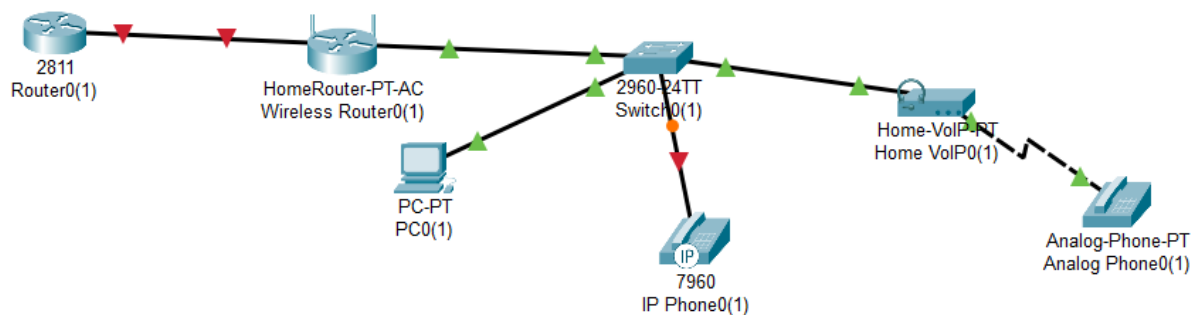 2811
Router0(1)
HomeRouter-PT-AC
Wireless Router0(1)
2960-24TT
Switch0(1)
Home-VoIP-PT
Home VoIP0(1)
PC-PT
PC0(1)
IP
7960
IP Phone0(1)
Analog-Phone-PT
Analog Phone0(1)